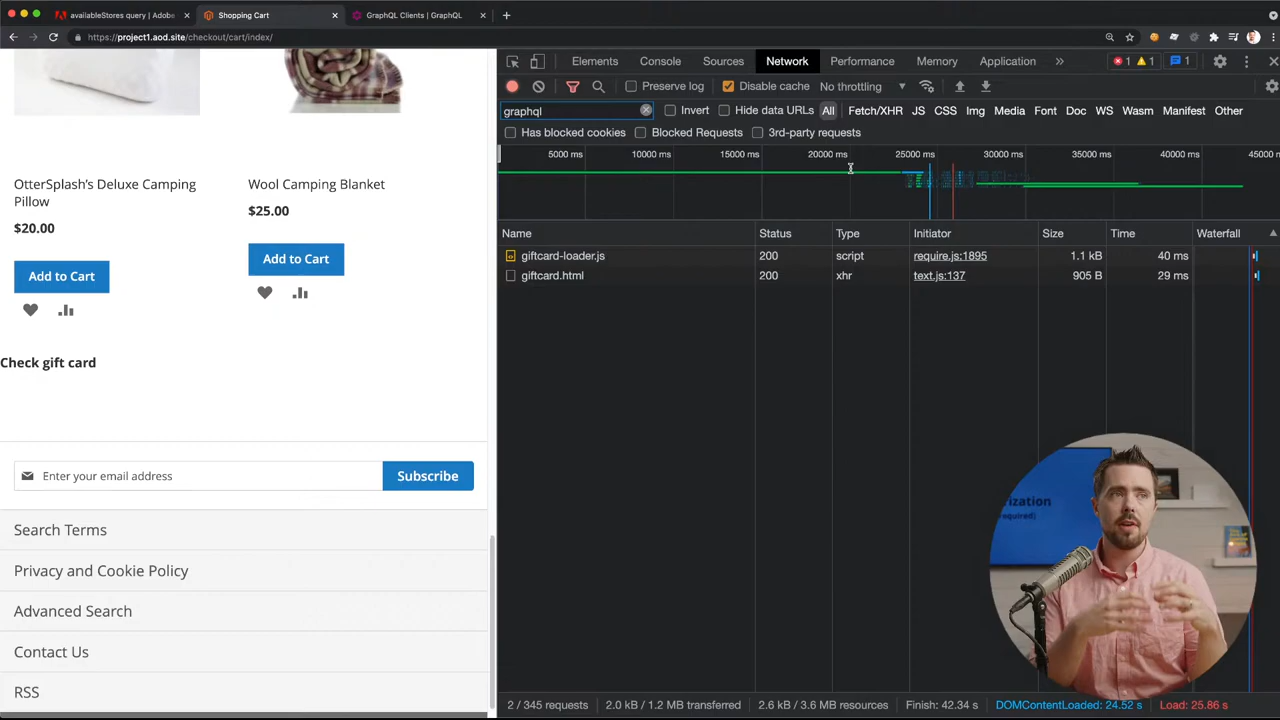 availableStores query | Adobe
Shopping Cart
GraphQL Clients | GraphQL
https://project1.aod.site/checkout/cart/index/
OtterSplash's Deluxe Camping
Pillow
$20.00
Add to Cart
Wool Camping Blanket
$25.00
Add to Cart
Check gift card
Enter your email address
Subscribe
Search Terms
Privacy and Cookie Policy
Advanced Search
Contact Us
RSS
Elements Console Sources Network Performance Memory Application » 1 1 1
Preserve log Disable cache No throttling
graphql Invert Hide data URLs All Fetch/XHR JS CSS Img Media Font Doc WS Wasm Manifest Other
Has blocked cookies Blocked Requests 3rd-party requests
5000 ms 10000 ms 15000 ms 20000 ms 25000 ms 30000 ms 35000 ms 40000 ms 45000 m
Name Status Type Initiator Size Time Waterfall
giftcard-loader.js 200 script require.js:1895 1.1 kB 40 ms
giftcard.html 200 xhr text.js:137 905 B 29 ms
rization
required)
2 / 345 requests 2.0 kB / 1.2 MB transferred 2.6 kB / 3.6 MB resources Finish: 42.34 s DOMContentLoaded: 24.52 s Load: 25.86 s